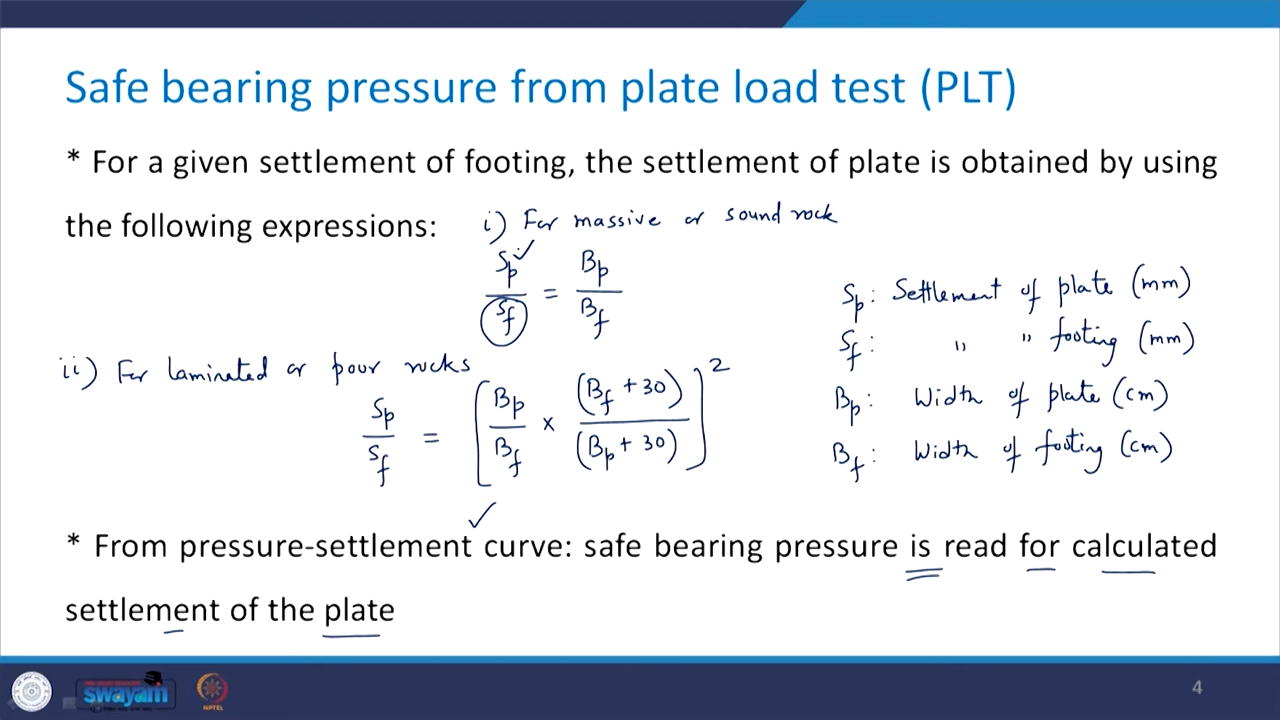 Safe bearing pressure from plate load test (PLT)
* For a given settlement of footing, the settlement of plate is obtained by using
the following expressions:
i) For massive or sound rock
Sp / Sf = Bp / Bf
Sp : Settlement of plate (mm)
Sf : " " footing (mm)
Bp : Width of plate (cm)
Bf : Width of footing (cm)
ii) For laminated or poor rocks
Sp / Sf = [ Bp / Bf × (Bf + 30) / (Bp + 30) ]²
* From pressure-settlement curve: safe bearing pressure is read for calculated
settlement of the plate
swayam
NPTEL
4